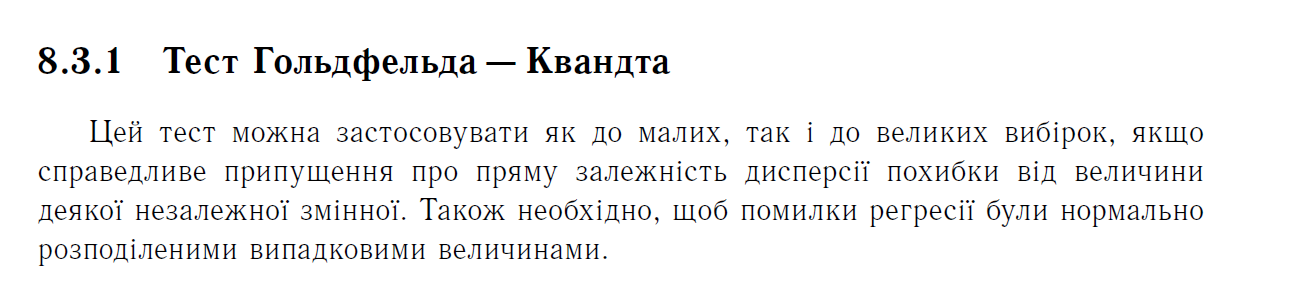 8.3.1 Тест Гольдфельда — Квандта
Цей тест можна застосовувати як до малих, так і до великих вибірок, якщо
справедливе припущення про пряму залежність дисперсії похибки від величини
деякої незалежної змінної. Також необхідно, щоб помилки регресії були нормально
розподіленими випадковими величинами.